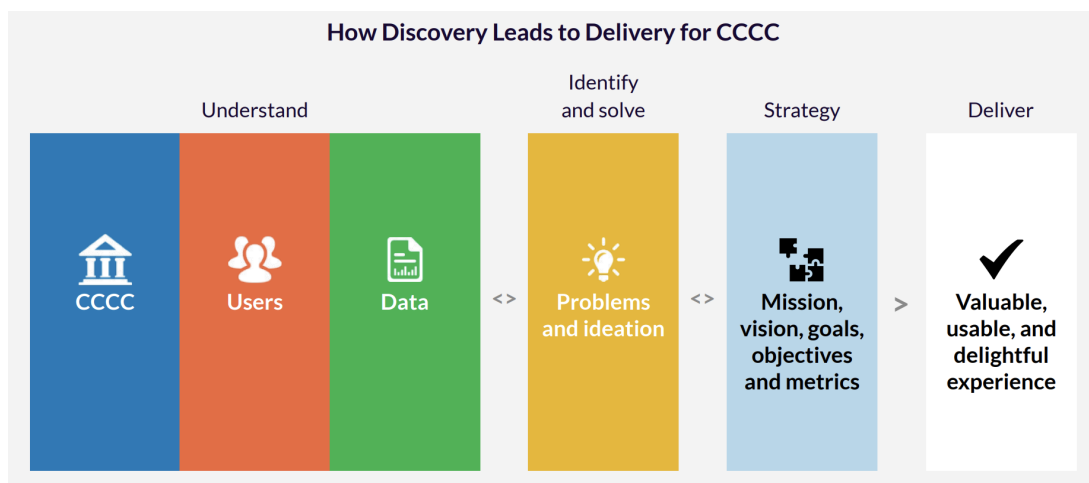 How Discovery Leads to Delivery for CCCC
Understand
Identify
and solve
Strategy
Deliver
CCCC
Users
Data
<>
Problems
and ideation
<>
Mission,
vision, goals,
objectives
and metrics
>
Valuable,
usable, and
delightful
experience